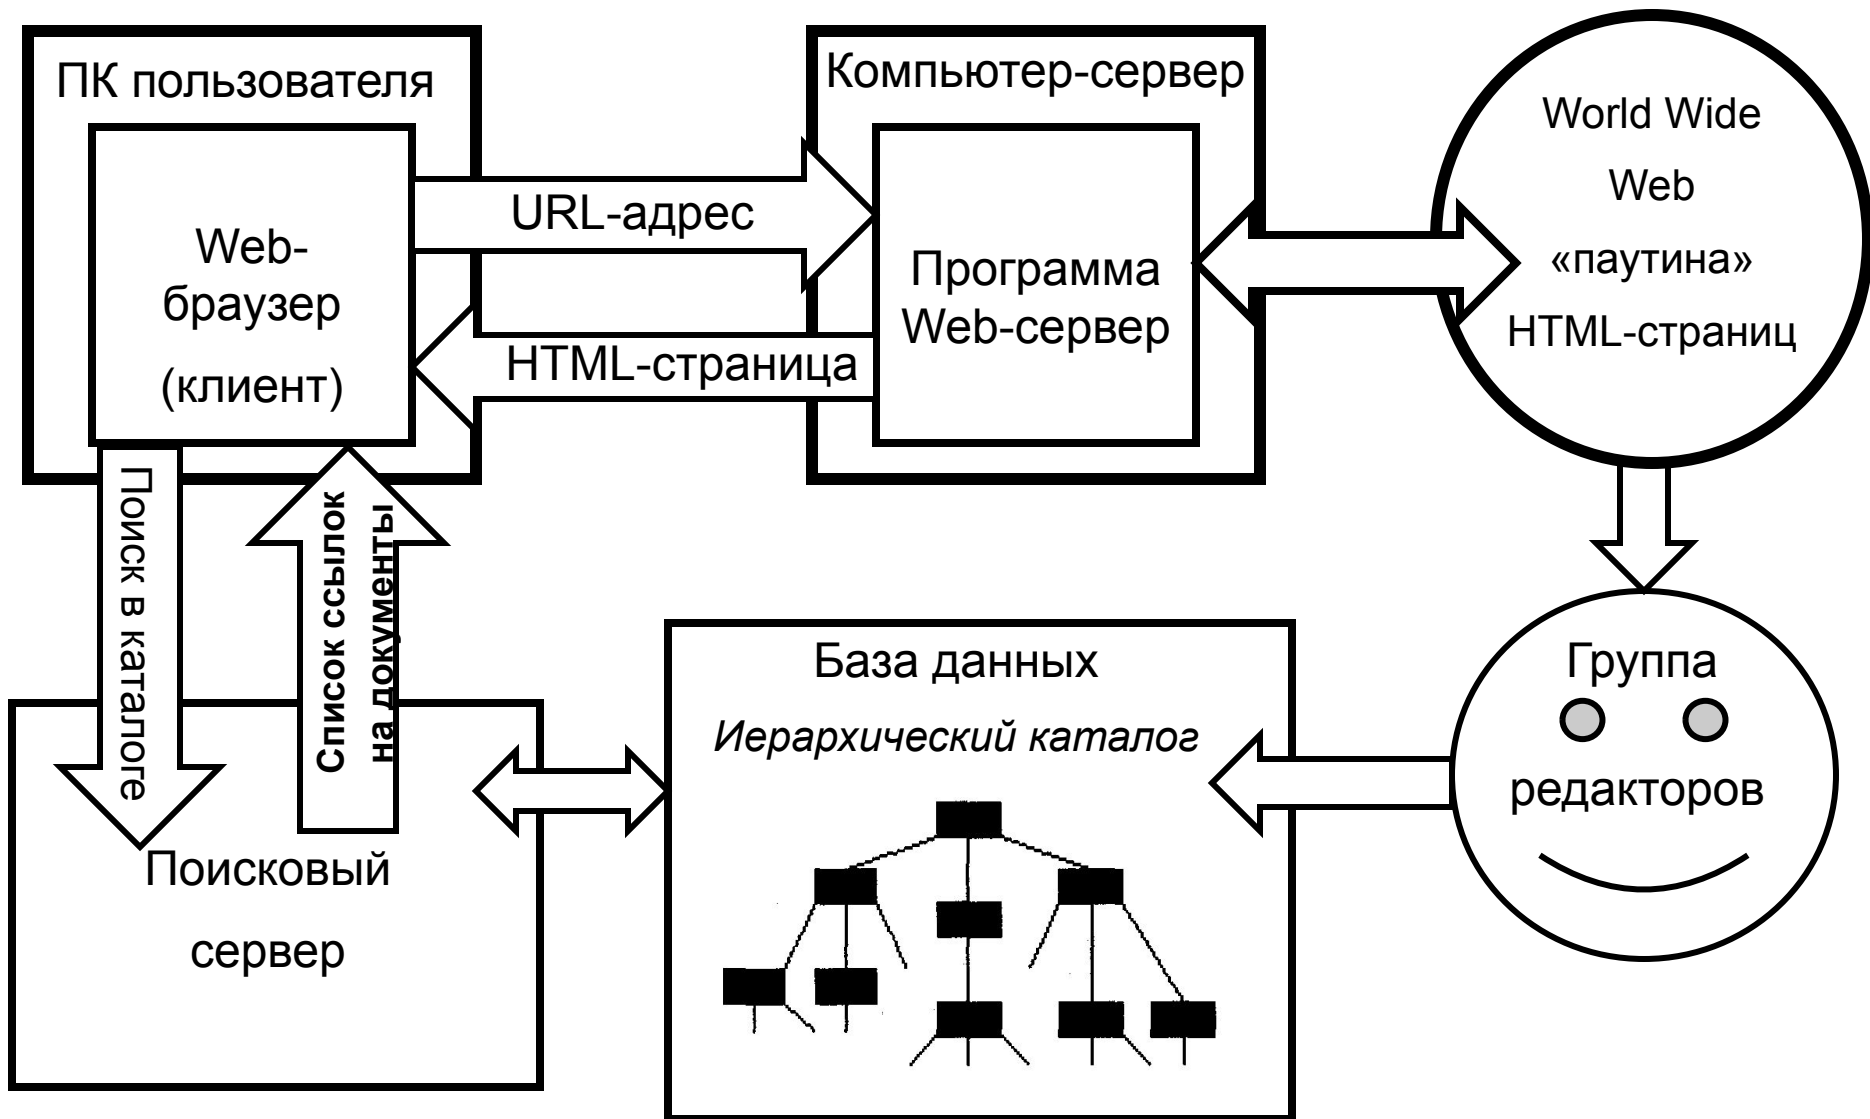 ПК пользователя
Web-
браузер
(клиент)
URL-адрес
HTML-страница
Компьютер-сервер
Программа
Web-сервер
World Wide
Web
«паутина»
HTML-страниц
Поиск в каталоге
Список ссылок
на документы
Поисковый
сервер
База данных
Иерархический каталог
Группа
редакторов